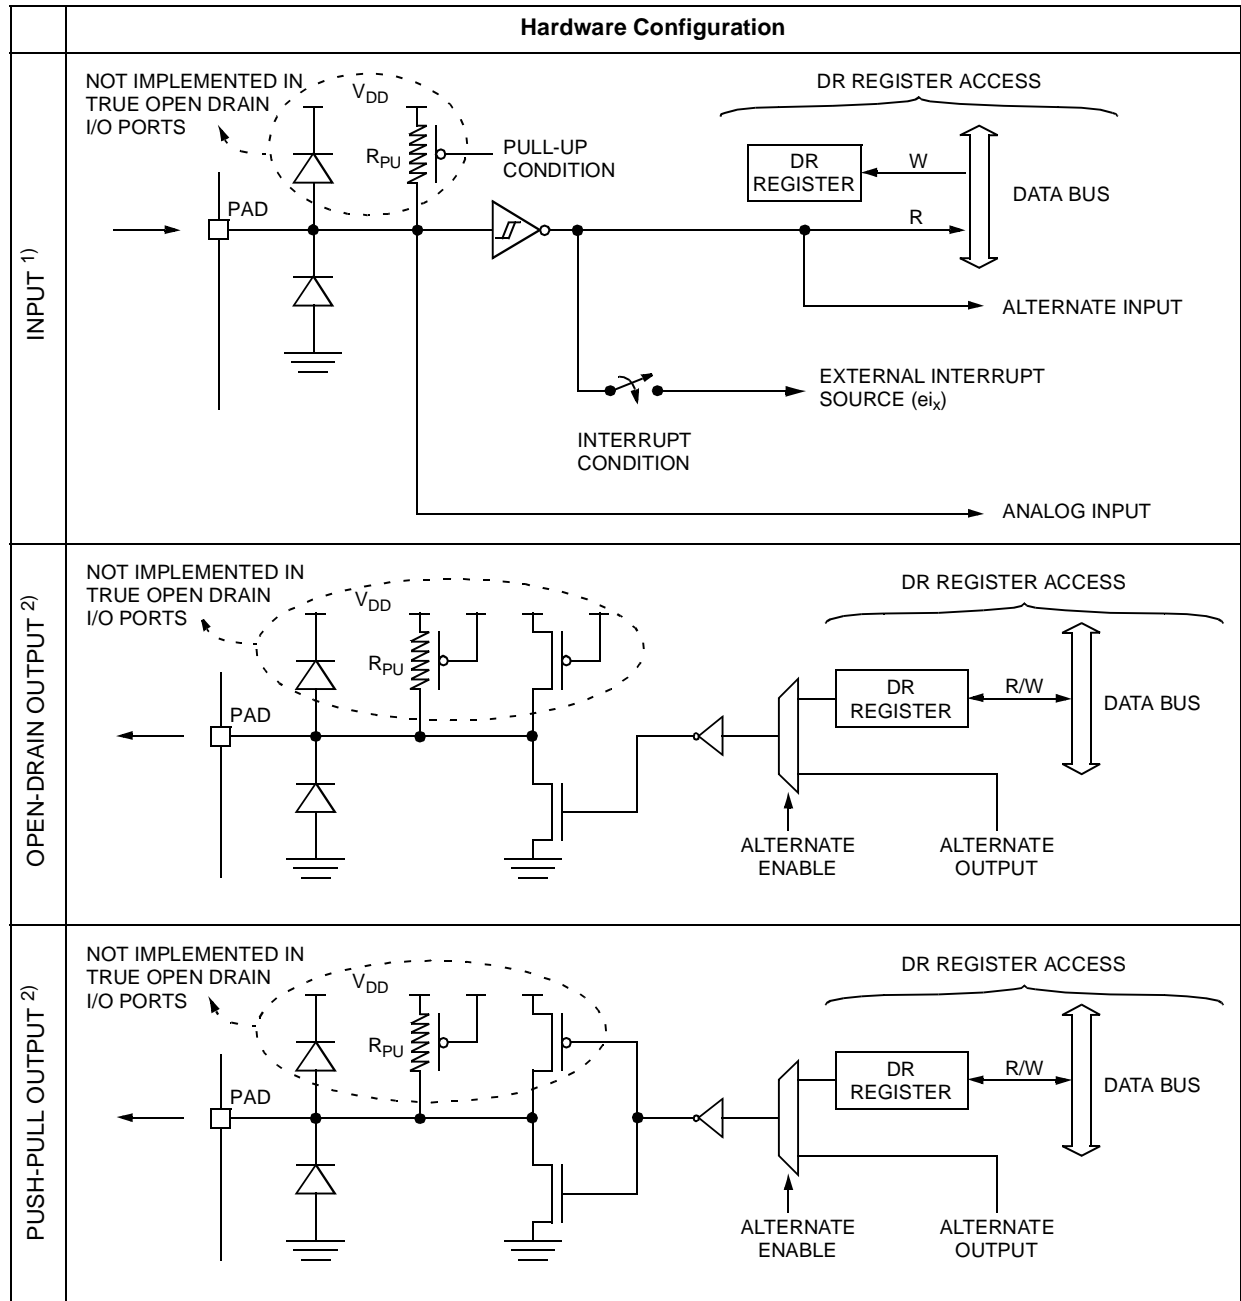 Hardware Configuration
INPUT 1)
NOT IMPLEMENTED IN
TRUE OPEN DRAIN
I/O PORTS
VDD
RPU
PULL-UP
CONDITION
PAD
DR REGISTER ACCESS
DR
REGISTER
W
R
DATA BUS
ALTERNATE INPUT
EXTERNAL INTERRUPT
SOURCE (eix)
INTERRUPT
CONDITION
ANALOG INPUT
OPEN-DRAIN OUTPUT 2)
NOT IMPLEMENTED IN
TRUE OPEN DRAIN
I/O PORTS
VDD
RPU
PAD
DR REGISTER ACCESS
DR
REGISTER
R/W
DATA BUS
ALTERNATE
ENABLE
ALTERNATE
OUTPUT
PUSH-PULL OUTPUT 2)
NOT IMPLEMENTED IN
TRUE OPEN DRAIN
I/O PORTS
VDD
RPU
PAD
DR REGISTER ACCESS
DR
REGISTER
R/W
DATA BUS
ALTERNATE
ENABLE
ALTERNATE
OUTPUT